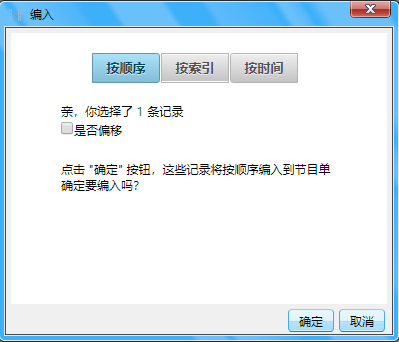 编入
按顺序 按索引 按时间
亲，你选择了 1 条记录
是否偏移
点击 "确定" 按钮，这些记录将按顺序编入到节目单
确定要编入吗？
确定 取消